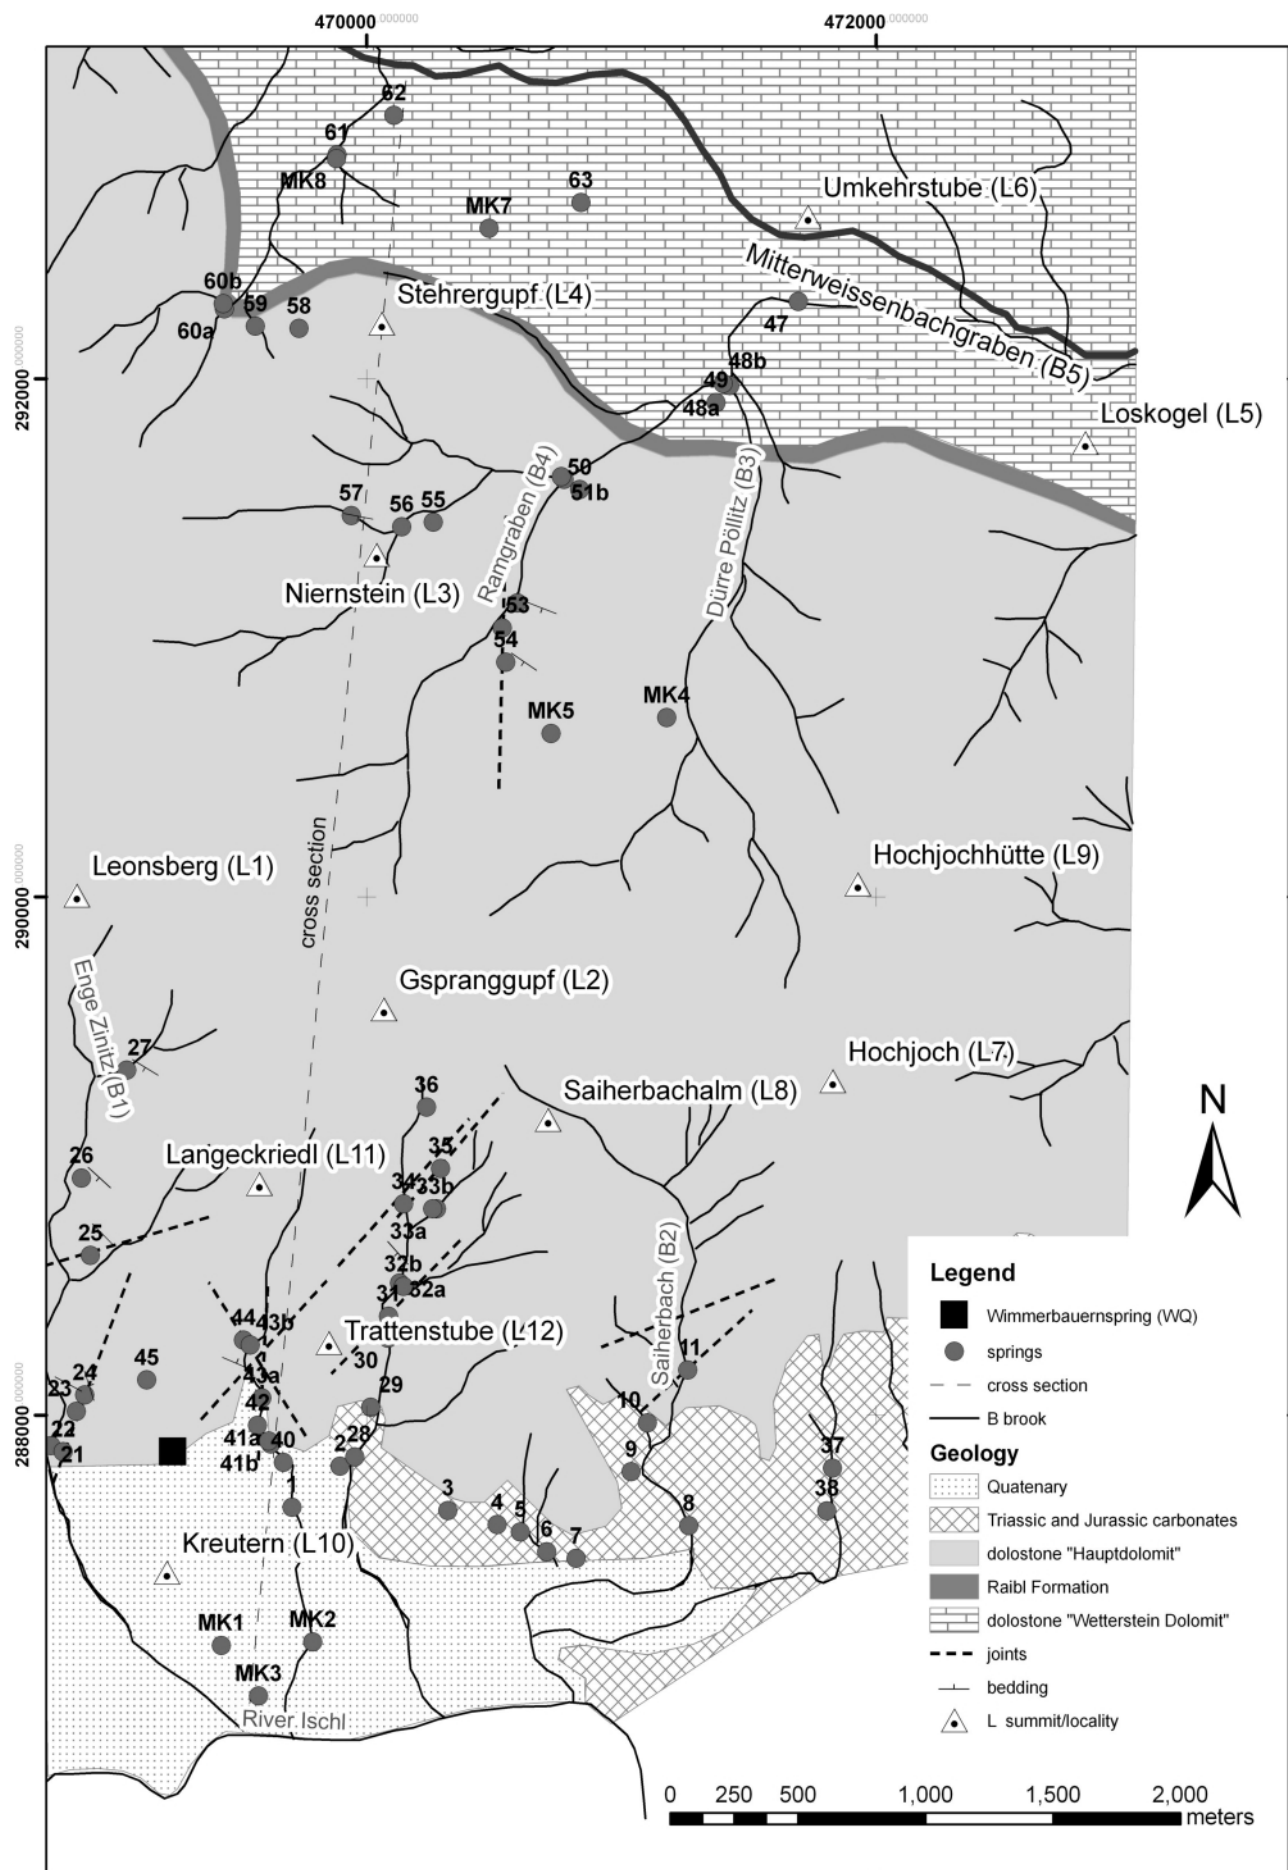 470000.000000
472000.000000
62
61
MK8
63
MK7
Umkehrstube (L6)
Mitterweissenbachgraben (B5)
60b
59
58
60a
Stehrergupf (L4)
47
48b
49
48a
292000.000000
Loskogel (L5)
50
51b
Ramgraben (B4)
Dürre Pöllitz (B3)
57
56
55
Niernstein (L3)
53
54
MK5
MK4
cross section
Leonsberg (L1)
Hochjochhütte (L9)
290000.000000
Gspranggupf (L2)
Enge Zinitz (B1)
27
Hochjoch (L7)
36
Saiherbachalm (L8)
N
26
Langeckriedl (L11)
35
34
33b
33a
25
Saiherbach (B2)
32b
32a
31
44
43b
Trattenstube (L12)
30
11
45
43a
24
23
29
42
10
288000.000000
22
21
41a
40
41b
2
28
9
37
1
3
4
5
38
8
6
7
Kreutern (L10)
MK1
MK2
MK3
River Ischl
Legend
Wimmerbauernspring (WQ)
springs
cross section
B brook
Geology
Quatenary
Triassic and Jurassic carbonates
dolostone "Hauptdolomit"
Raibl Formation
dolostone "Wetterstein Dolomit"
joints
bedding
L summit/locality
0 250 500 1,000 1,500 2,000
meters